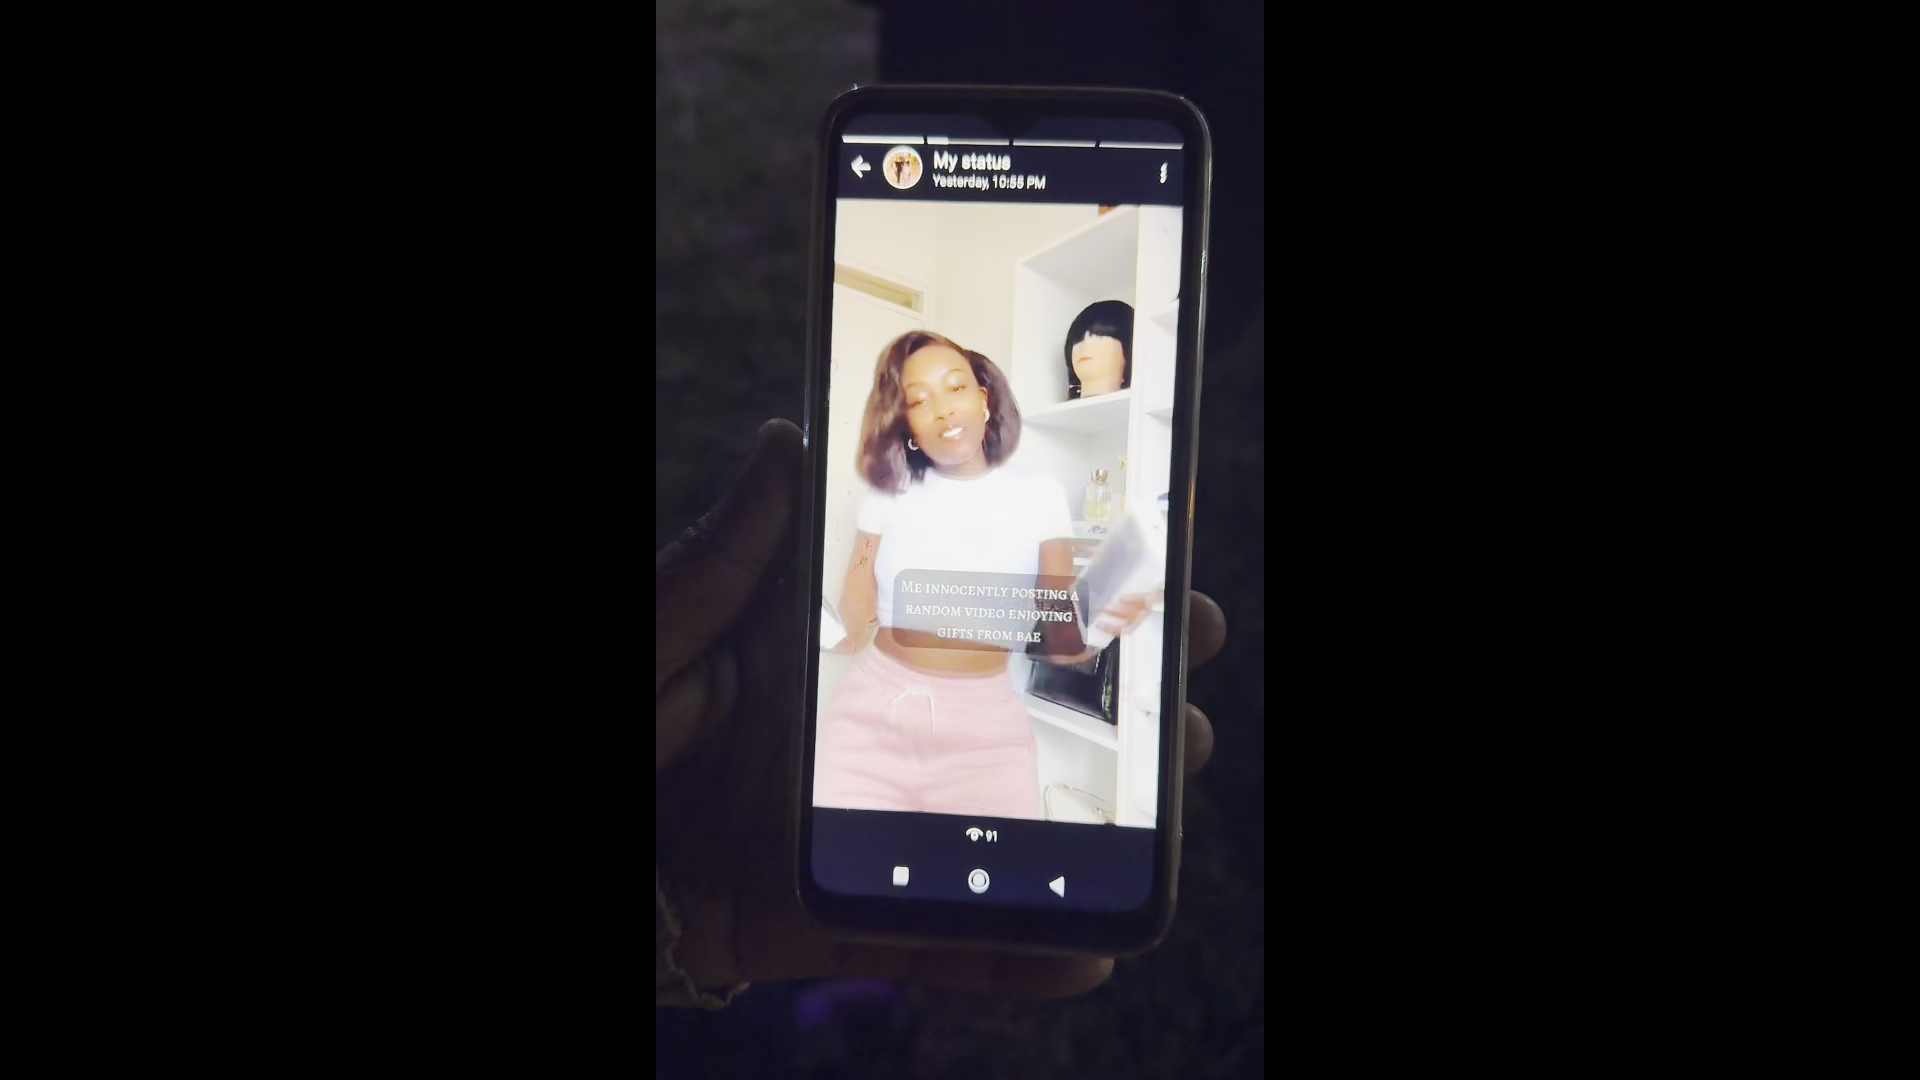 My status
Yesterday, 10:55 PM
ME INNOCENTLY POSTING A
RANDOM VIDEO ENJOYING
GIFTS FROM BAE
91